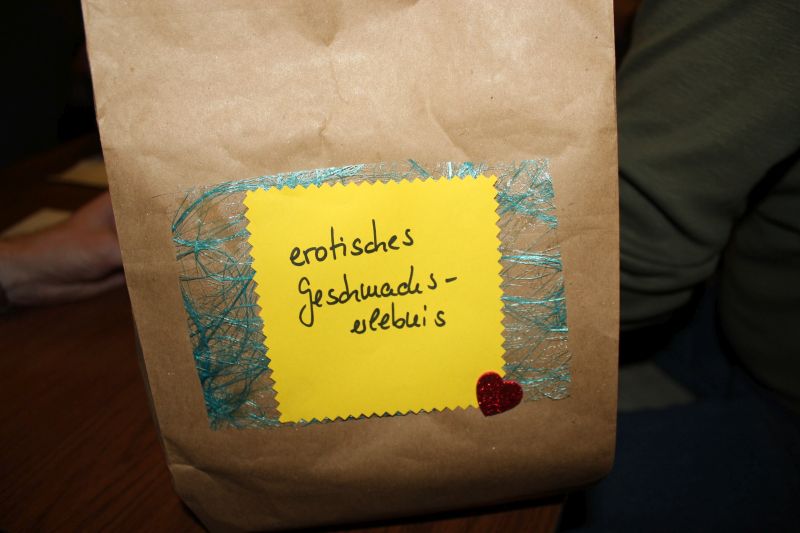 erotisches
Geschmacks-
erlebnis